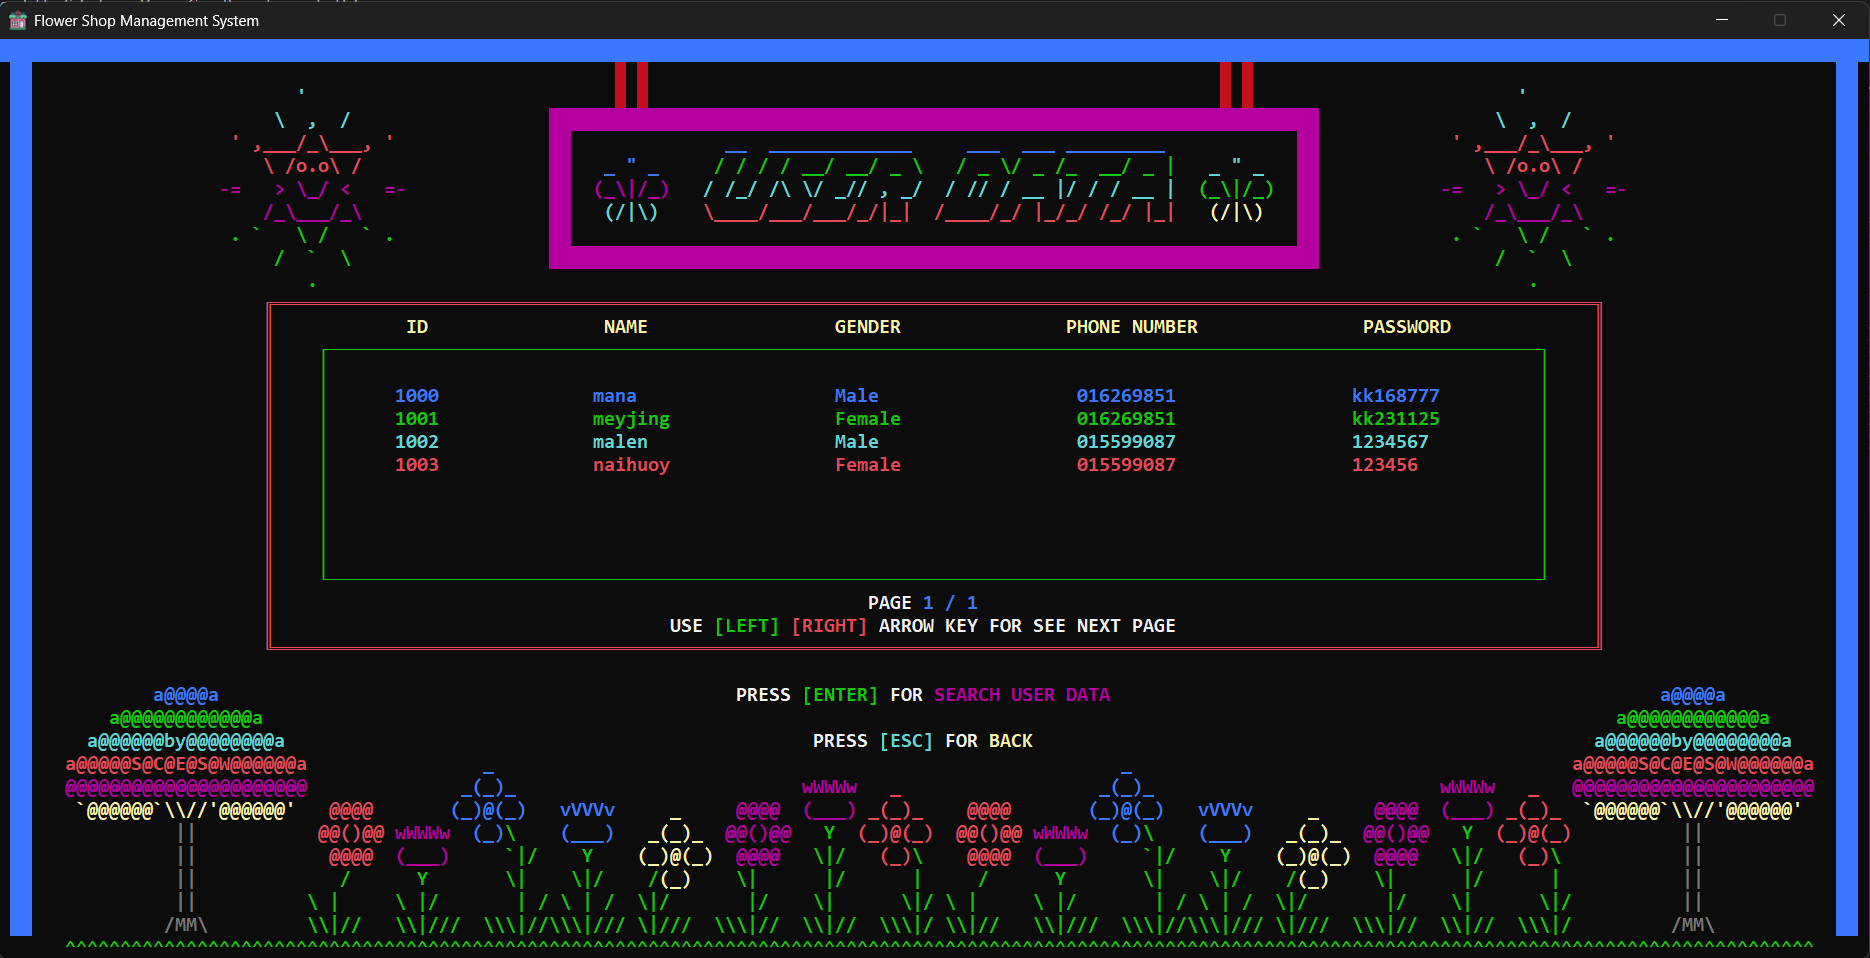 Flower Shop Management System
USER DATA
ID NAME GENDER PHONE NUMBER PASSWORD
1000 mana Male 016269851 kk168777
1001 meyjing Female 016269851 kk231125
1002 malen Male 015599087 1234567
1003 naihuoy Female 015599087 123456
PAGE 1 / 1
USE [LEFT] [RIGHT] ARROW KEY FOR SEE NEXT PAGE
PRESS [ENTER] FOR SEARCH USER DATA
PRESS [ESC] FOR BACK
a@@@@a a@@@@a
a@@@@@@@@@@@@a a@@@@@@@@@@@@a
a@@@@@@by@@@@@@@@a a@@@@@@by@@@@@@@@a
a@@@@@S@C@E@S@W@@@@@@a a@@@@@S@C@E@S@W@@@@@@a